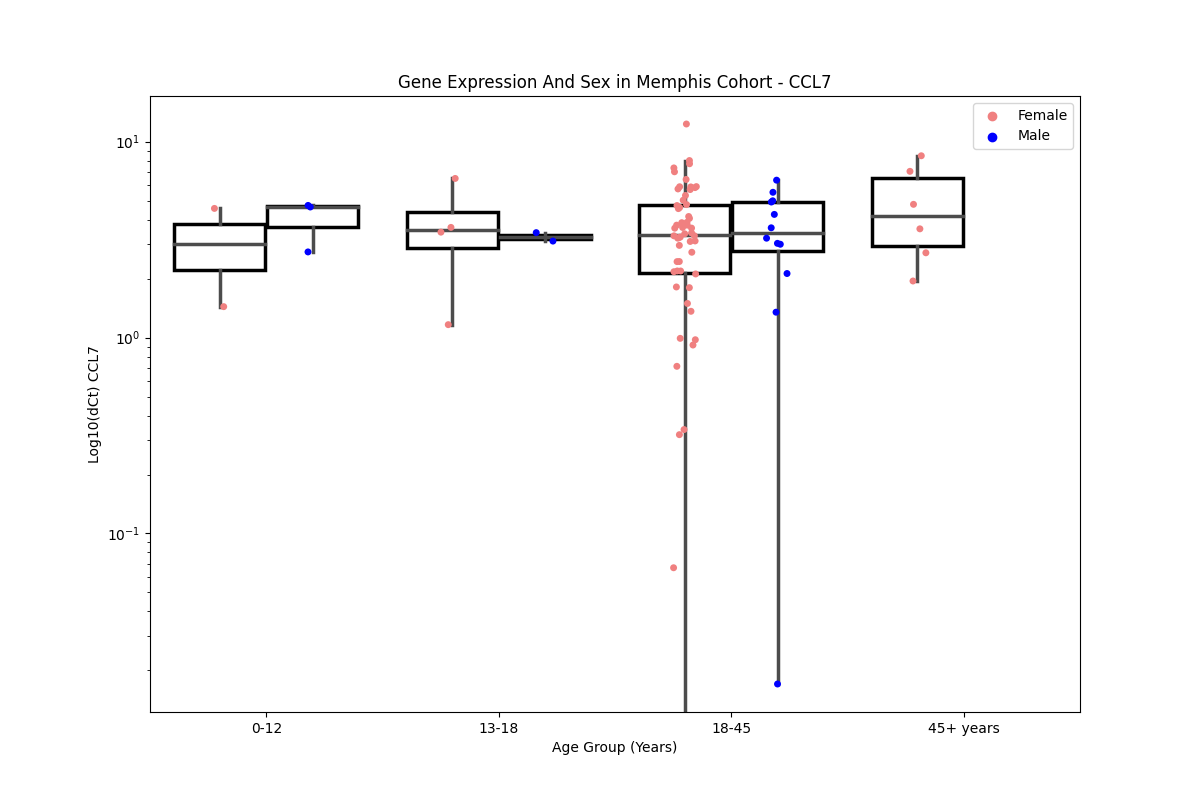 Gene Expression And Sex in Memphis Cohort - CCL7
Female
Male
10¹
10⁰
10⁻¹
Log10(dCt) CCL7
0-12
13-18
18-45
45+ years
Age Group (Years)